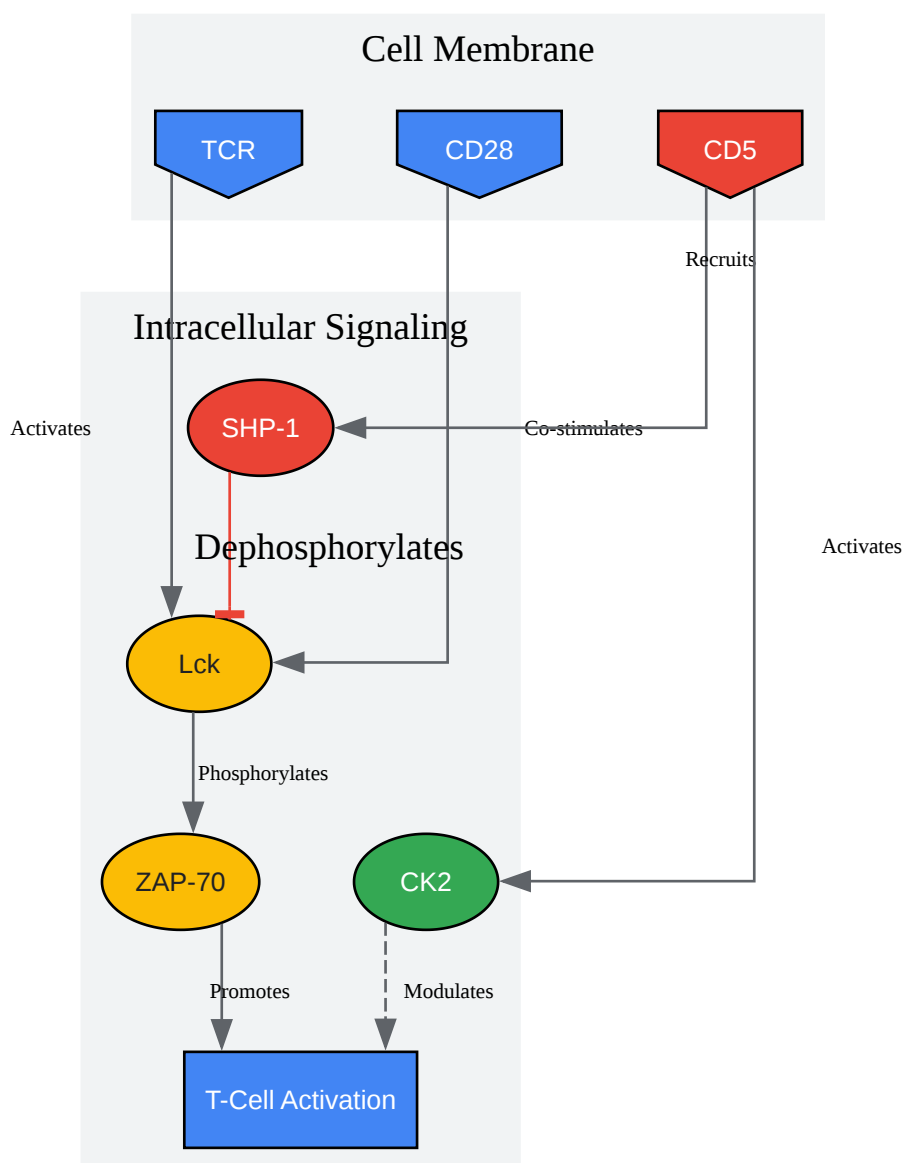 Cell Membrane
TCR
CD28
CD5
Recruits
Intracellular Signaling
Activates
SHP-1
Co-stimulates
Dephosphorylates
Activates
Lck
Phosphorylates
ZAP-70
CK2
Promotes
Modulates
T-Cell Activation